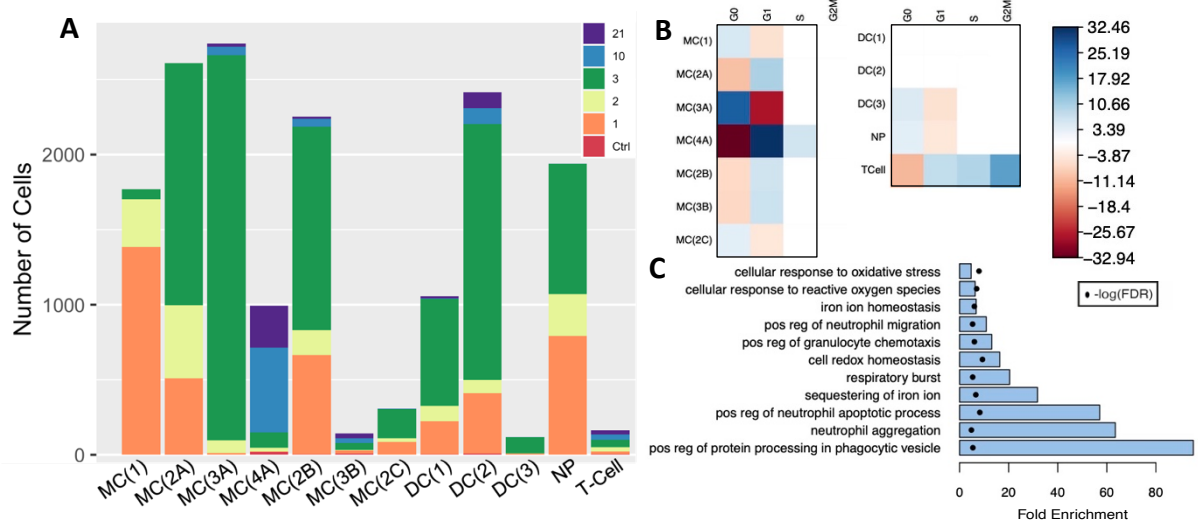 A
Number of Cells
2000
1000
0
21
10
3
2
1
Ctrl
MC(1)
MC(2A)
MC(3A)
MC(4A)
MC(2B)
MC(3B)
MC(2C)
DC(1)
DC(2)
DC(3)
NP
T-Cell
B
G0 G1 S G2M
MC(1)
MC(2A)
MC(3A)
MC(4A)
MC(2B)
MC(3B)
MC(2C)
G0 G1 S G2M
DC(1)
DC(2)
DC(3)
NP
TCell
32.46
25.19
17.92
10.66
3.39
−3.87
−11.14
−18.4
−25.67
−32.94
C
cellular response to oxidative stress
cellular response to reactive oxygen species
iron ion homeostasis
pos reg of neutrophil migration
pos reg of granulocyte chemotaxis
cell redox homeostasis
respiratory burst
sequestering of iron ion
pos reg of neutrophil apoptotic process
neutrophil aggregation
pos reg of protein processing in phagocytic vesicle
-log(FDR)
0 20 40 60 80
Fold Enrichment